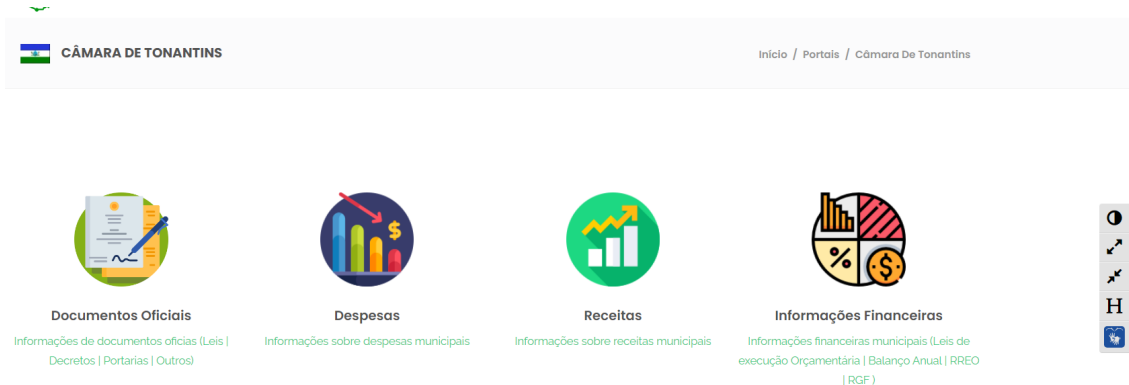 CÂMARA DE TONANTINS
Início / Portais / Câmara De Tonantins
Documentos Oficiais
Informações de documentos oficias (Leis |
Decretos | Portarias | Outros)
Despesas
Informações sobre despesas municipais
Receitas
Informações sobre receitas municipais
Informações Financeiras
Informações financeiras municipais (Leis de
execução Orçamentária | Balanço Anual | RREO
| RGF )
H